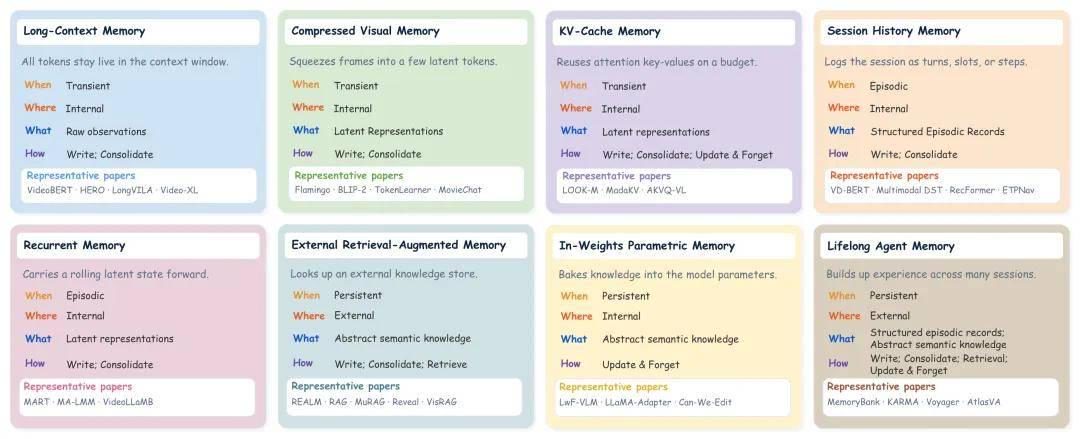 Long-Context Memory
All tokens stay live in the context window.
When Transient
Where Internal
What Raw observations
How Write; Consolidate
Representative papers
VideoBERT · HERO · LongVILA · Video-XL
Compressed Visual Memory
Squeezes frames into a few latent tokens.
When Transient
Where Internal
What Latent Representations
How Write; Consolidate
Representative papers
Flamingo · BLIP-2 · TokenLearner · MovieChat
KV-Cache Memory
Reuses attention key-values on a budget.
When Transient
Where Internal
What Latent representations
How Write; Consolidate; Update & Forget
Representative papers
LOOK-M · MadaKV · AKVQ-VL
Session History Memory
Logs the session as turns, slots, or steps.
When Episodic
Where Internal
What Structured Episodic Records
How Write; Consolidate
Representative papers
VD-BERT · Multimodal DST · RecFormer · ETPNav
Recurrent Memory
Carries a rolling latent state forward.
When Episodic
Where Internal
What Latent representations
How Write; Consolidate
Representative papers
MART · MA-LMM · VideoLLaMB
External Retrieval-Augmented Memory
Looks up an external knowledge store.
When Persistent
Where External
What Abstract semantic knowledge
How Write; Consolidate; Retrieve
Representative papers
REALM · RAG · MuRAG · Reveal · VisRAG
In-Weights Parametric Memory
Bakes knowledge into the model parameters.
When Persistent
Where Internal
What Abstract semantic knowledge
How Update & Forget
Representative papers
LwF-VLM · LLaMA-Adapter · Can-We-Edit
Lifelong Agent Memory
Builds up experience across many sessions.
When Persistent
Where External
What Structured episodic records;
Abstract semantic knowledge
How Write; Consolidate; Retrieval;
Update & Forget
Representative papers
MemoryBank · KARMA · Voyager · AtlasVA